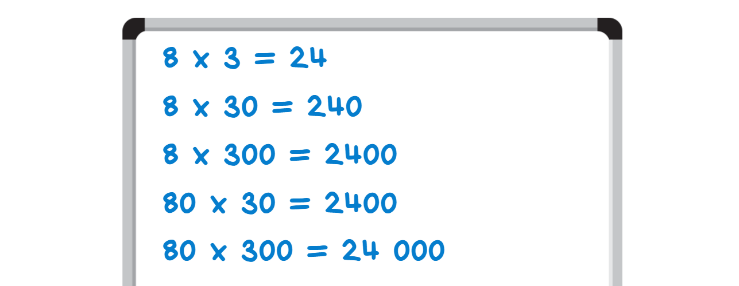 8 x 3 = 24
8 x 30 = 240
8 x 300 = 2400
80 x 30 = 2400
80 x 300 = 24 000